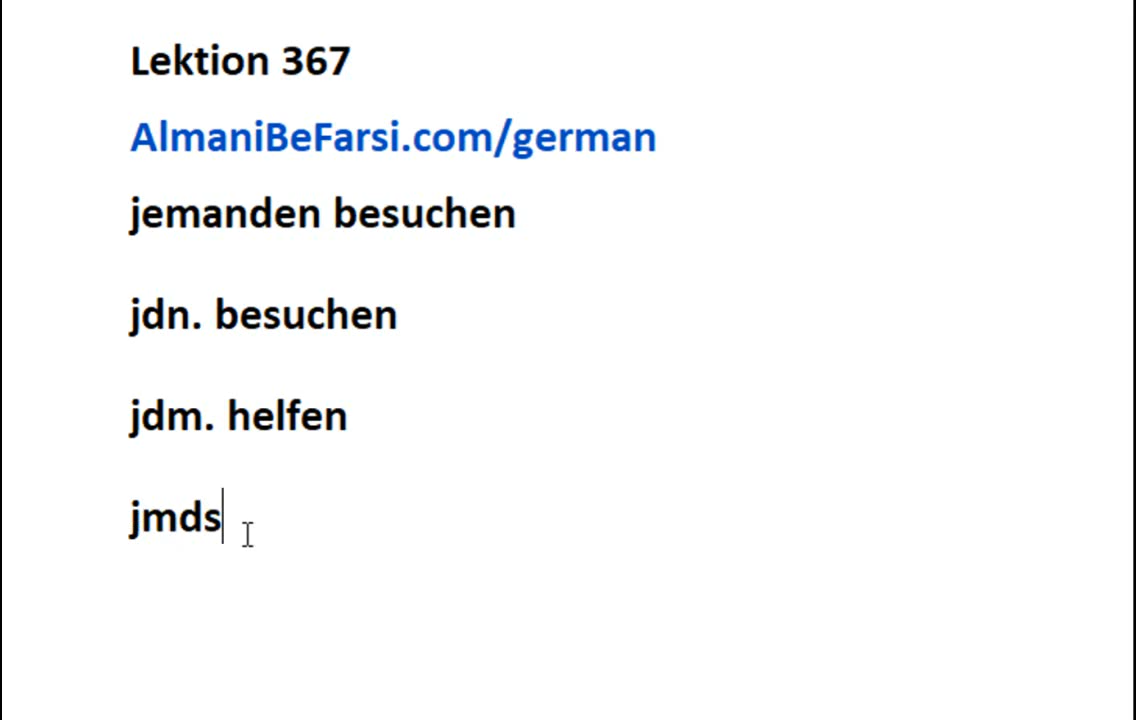 Lektion 367
AlmaniBeFarsi.com/german
jemanden besuchen
jdn. besuchen
jdm. helfen
jmds